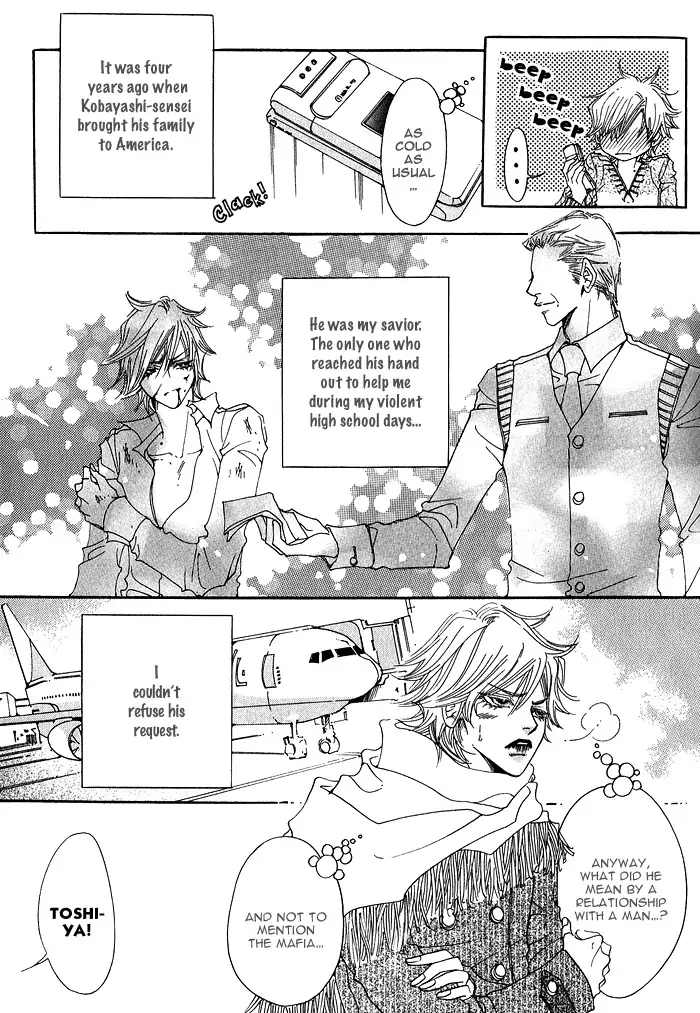 beep
beep
beep
...
AS
COLD
AS
USUAL
...
Clack!
It was four
years ago when
Kobayashi-sensei
brought his family
to America.
He was my savior.
The only one who
reached his hand
out to help me
during my violent
high school days...
I
couldn't
refuse his
request.
ANYWAY,
WHAT DID HE
MEAN BY A
RELATIONSHIP
WITH A MAN...?
AND NOT TO
MENTION
THE MAFIA...
TOSHI-
YA!